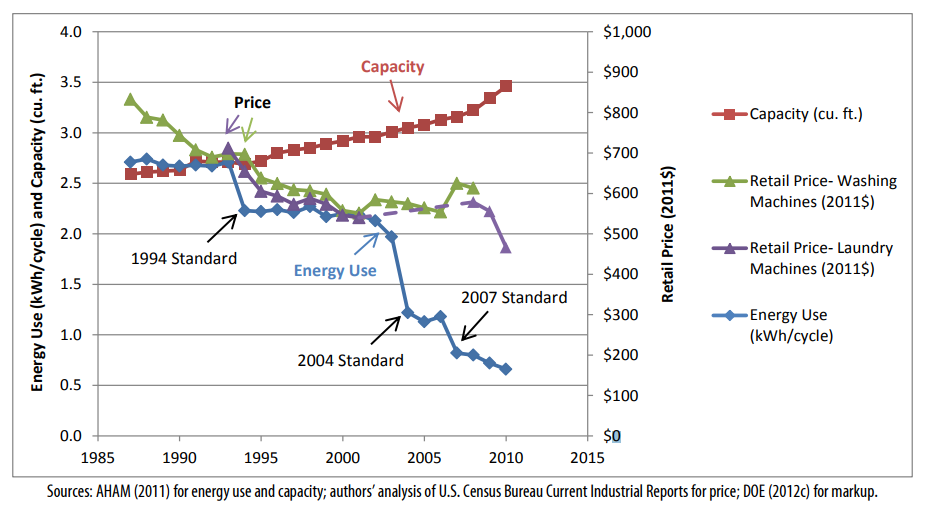 4.0
3.5
3.0
2.5
2.0
1.5
1.0
0.5
0.0
Energy Use (kWh/cycle) and Capacity (cu. ft.)
$1,000
$900
$800
$700
$600
$500
$400
$300
$200
$100
$0
Retail Price (2011$)
1985
1990
1995
2000
2005
2010
2015
Capacity
Price
1994 Standard
Energy Use
2007 Standard
2004 Standard
Capacity (cu. ft.)
Retail Price- Washing
Machines (2011$)
Retail Price- Laundry
Machines (2011$)
Energy Use
(kWh/cycle)
Sources: AHAM (2011) for energy use and capacity; authors' analysis of U.S. Census Bureau Current Industrial Reports for price; DOE (2012c) for markup.